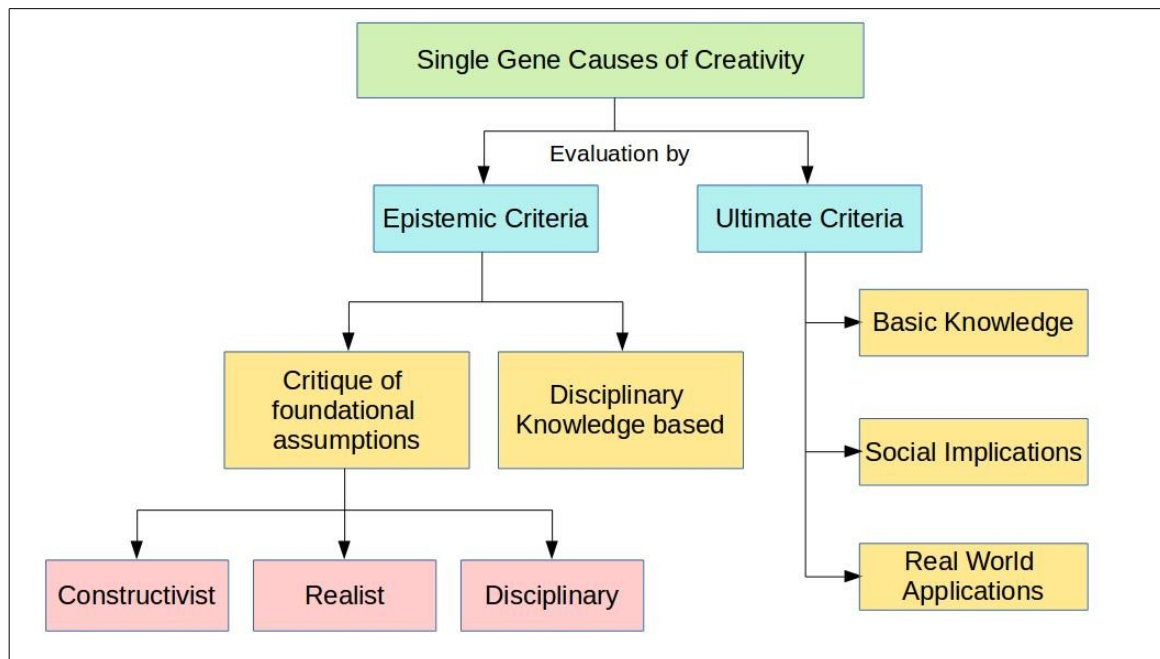 Single Gene Causes of Creativity
Evaluation by
Epistemic Criteria
Ultimate Criteria
Basic Knowledge
Critique of
foundational
assumptions
Disciplinary
Knowledge based
Social Implications
Real World
Applications
Constructivist
Realist
Disciplinary